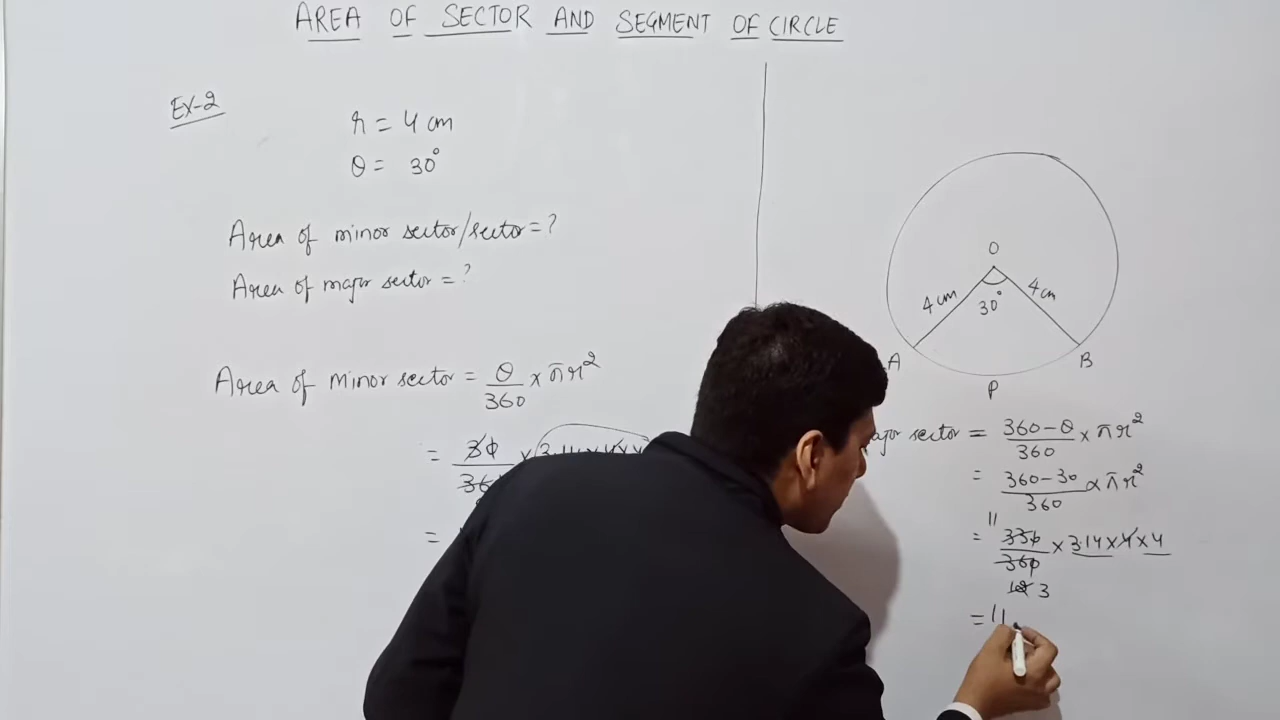 AREA OF SECTOR AND SEGMENT OF CIRCLE
EX-2
r = 4 cm
θ = 30°
Area of minor sector/sector = ?
Area of major sector = ?
Area of minor sector = θ/360 × πr²
= 30/
=
O
4 cm
4 cm
30°
A
B
P
sector = 360-θ/360 × πr²
= 360-30/360 × πr²
= 330/360 × 3.14 × 4 × 4
11
12 3
= 11